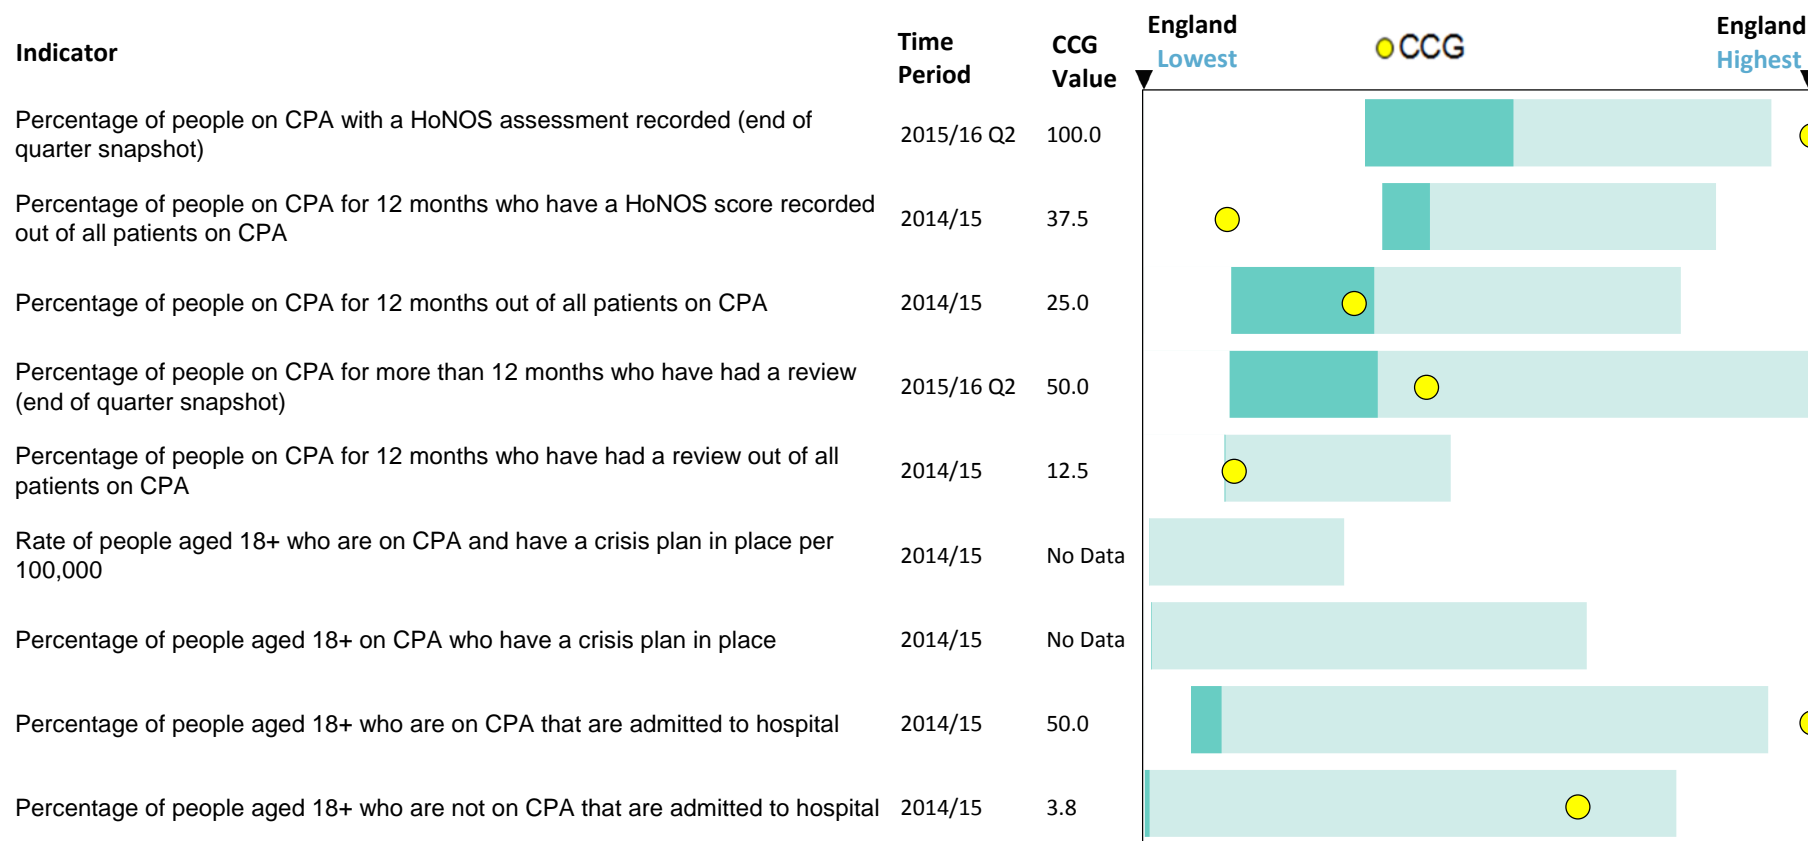 Indicator
Time
Period
CCG
Value
England
Lowest
CCG
England
Highest
Percentage of people on CPA with a HoNOS assessment recorded (end of
quarter snapshot)
2015/16 Q2
100.0
Percentage of people on CPA for 12 months who have a HoNOS score recorded
out of all patients on CPA
2014/15
37.5
Percentage of people on CPA for 12 months out of all patients on CPA
2014/15
25.0
Percentage of people on CPA for more than 12 months who have had a review
(end of quarter snapshot)
2015/16 Q2
50.0
Percentage of people on CPA for 12 months who have had a review out of all
patients on CPA
2014/15
12.5
Rate of people aged 18+ who are on CPA and have a crisis plan in place per
100,000
2014/15
No Data
Percentage of people aged 18+ on CPA who have a crisis plan in place
2014/15
No Data
Percentage of people aged 18+ who are on CPA that are admitted to hospital
2014/15
50.0
Percentage of people aged 18+ who are not on CPA that are admitted to hospital
2014/15
3.8